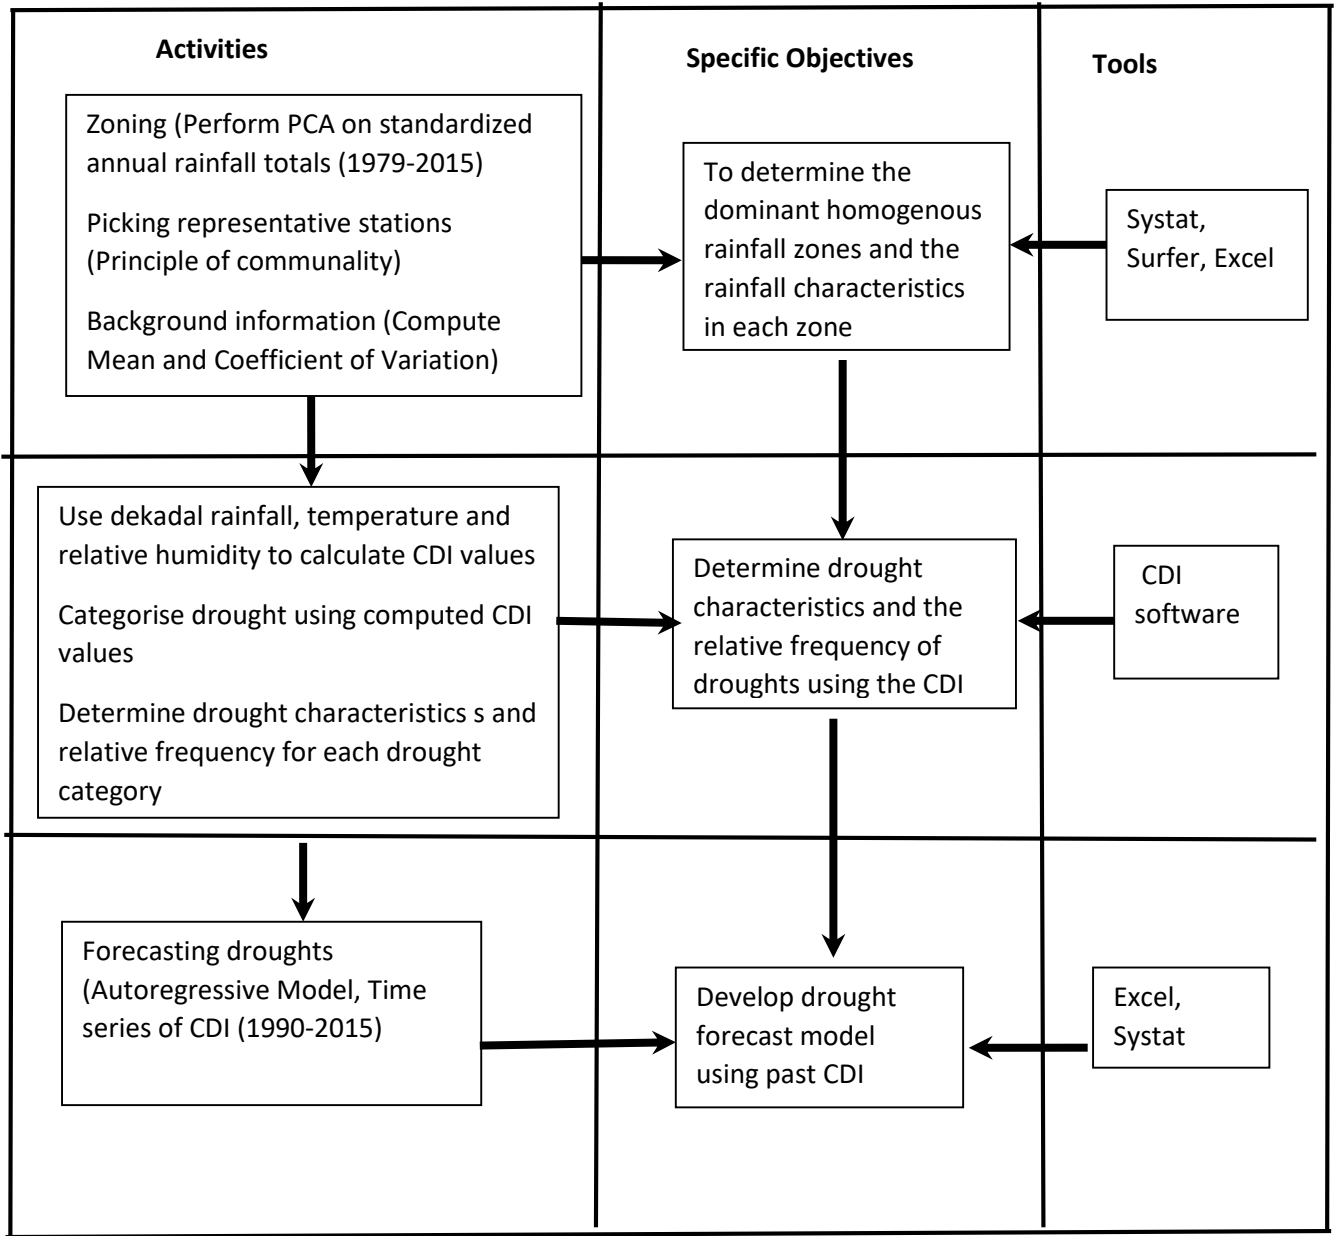 Activities
Specific Objectives
Tools
Zoning (Perform PCA on standardized
annual rainfall totals (1979-2015)
Picking representative stations
(Principle of communality)
Background information (Compute
Mean and Coefficient of Variation)
To determine the
dominant homogenous
rainfall zones and the
rainfall characteristics
in each zone
Systat,
Surfer, Excel
Use dekadal rainfall, temperature and
relative humidity to calculate CDI values
Categorise drought using computed CDI
values
Determine drought characteristics s and
relative frequency for each drought
category
Determine drought
characteristics and the
relative frequency of
droughts using the CDI
CDI
software
Forecasting droughts
(Autoregressive Model, Time
series of CDI (1990-2015)
Develop drought
forecast model
using past CDI
Excel,
Systat